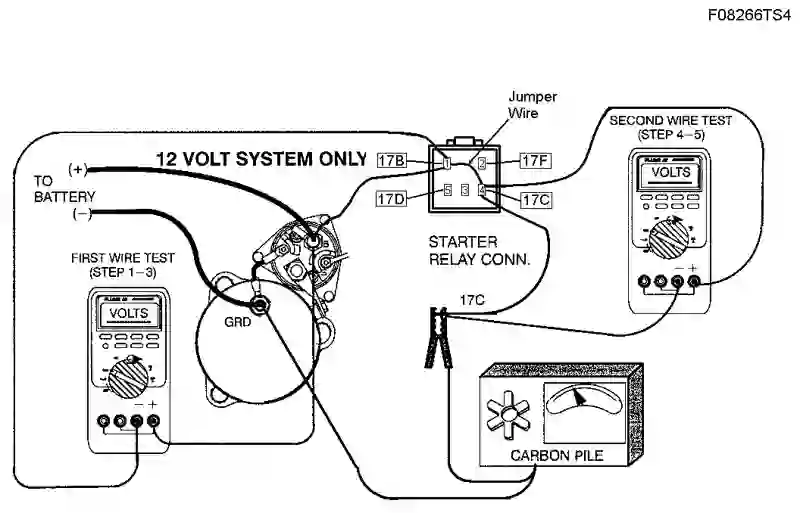 F08266TS4
Jumper
Wire
SECOND WIRE TEST
(STEP 4-5)
VOLTS
- +
12 VOLT SYSTEM ONLY
17B
1
2
17F
17D
5
3
4
17C
(+)
TO
BATTERY
(-)
STARTER
RELAY CONN.
FIRST WIRE TEST
(STEP 1-3)
VOLTS
- +
GRD
17C
CARBON PILE